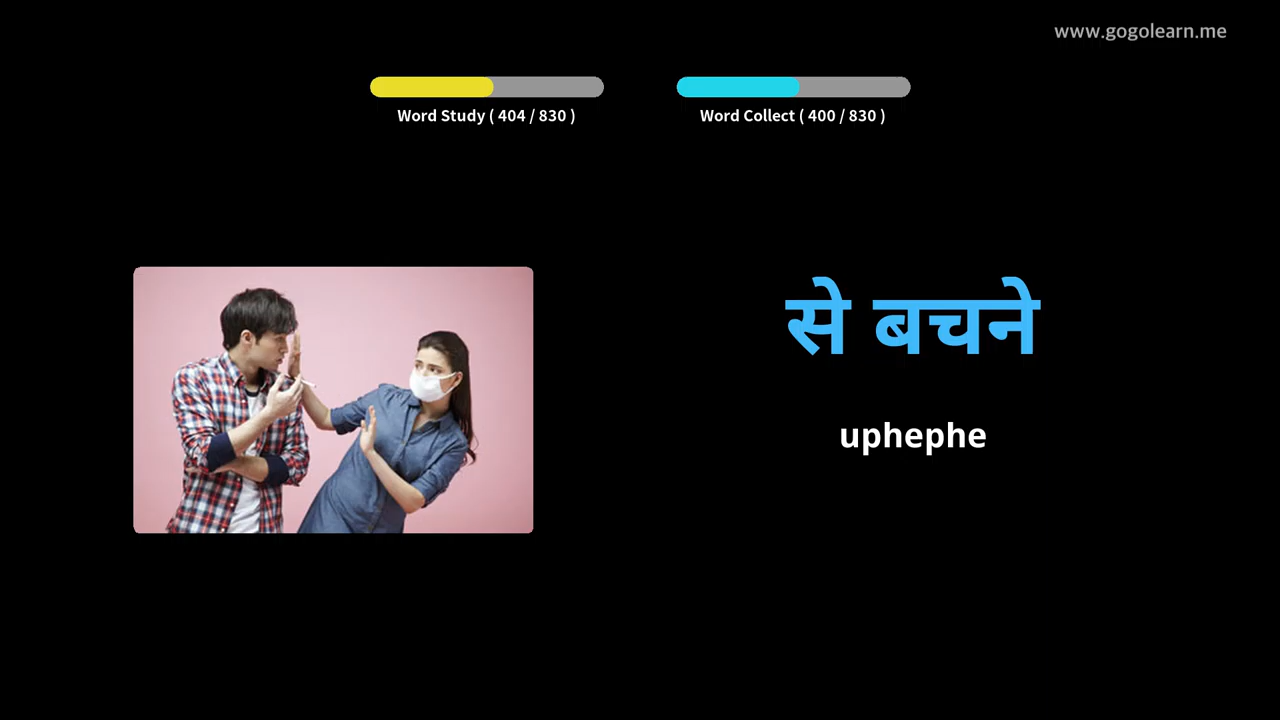 www.gogolearn.me
Word Study ( 404 / 830 )
Word Collect ( 400 / 830 )
से बचने
uphephe